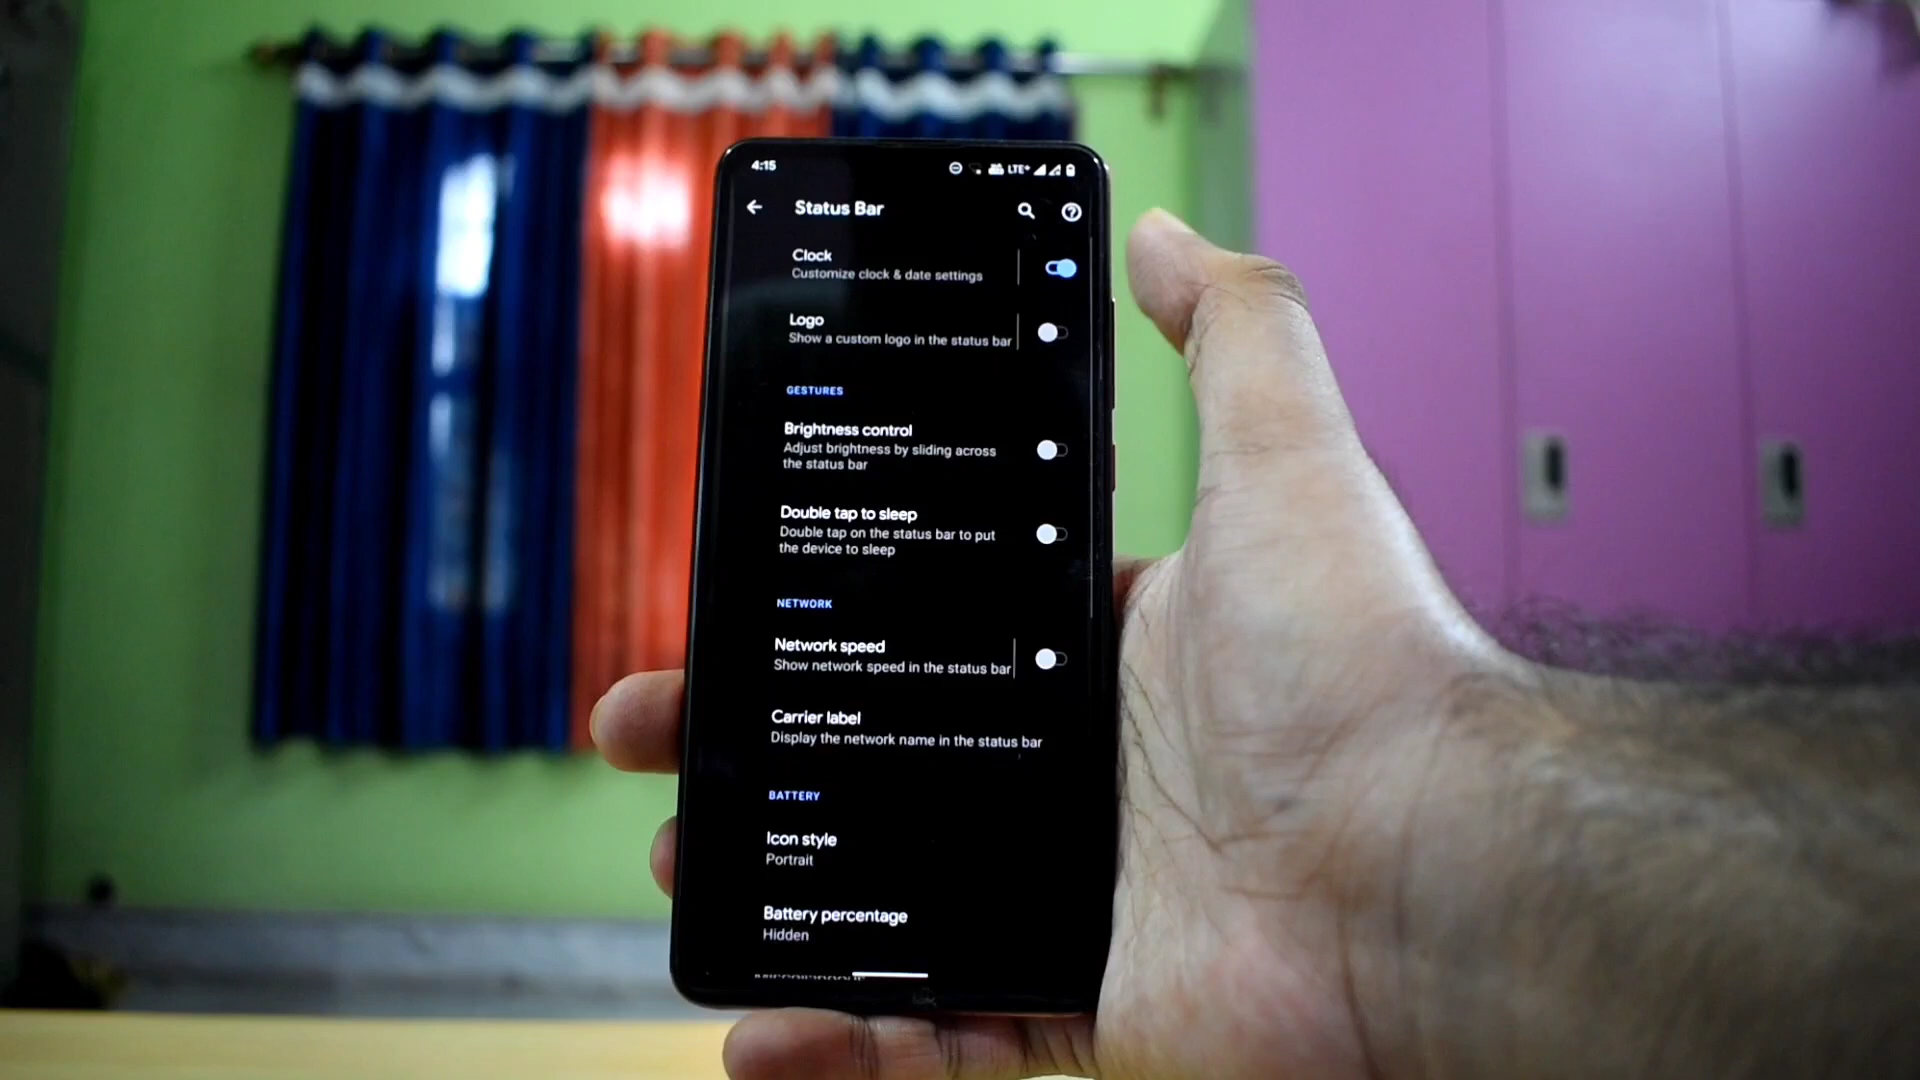 4:15
LTE+
Status Bar
Clock
Customize clock & date settings
Logo
Show a custom logo in the status bar
GESTURES
Brightness control
Adjust brightness by sliding across
the status bar
Double tap to sleep
Double tap on the status bar to put
the device to sleep
NETWORK
Network speed
Show network speed in the status bar
Carrier label
Display the network name in the status bar
BATTERY
Icon style
Portrait
Battery percentage
Hidden